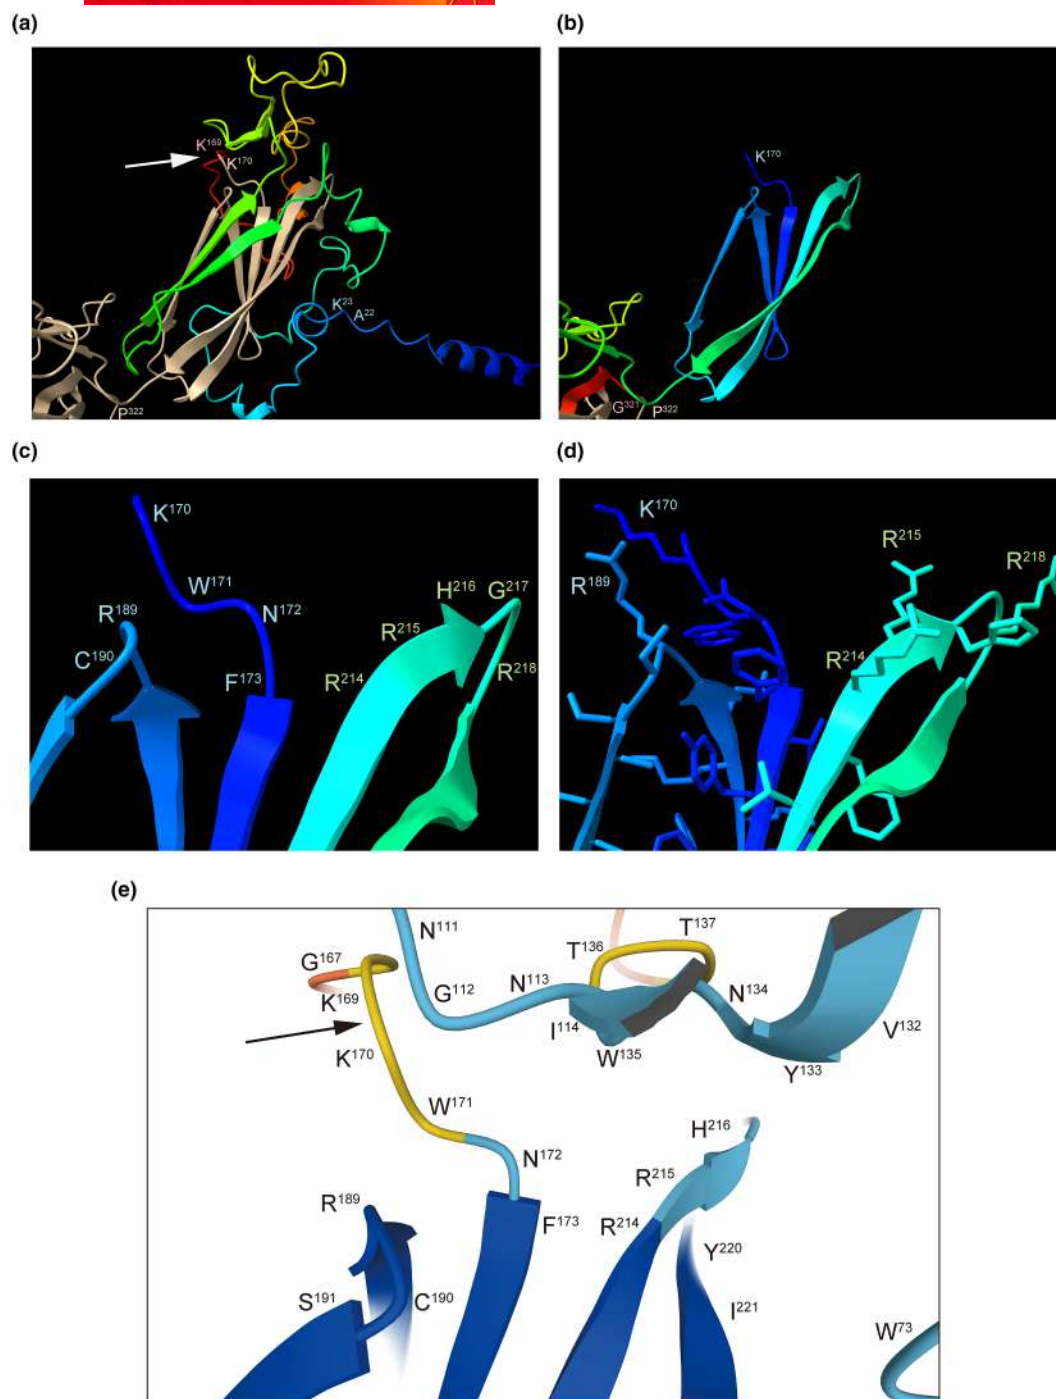 (a)
K¹⁶⁹
K¹⁷⁰
K²³
A²²
P³²²
(b)
K¹⁷⁰
G³²¹
P³²²
(c)
K¹⁷⁰
W¹⁷¹
N¹⁷²
R¹⁸⁹
C¹⁹⁰
F¹⁷³
H²¹⁶
G²¹⁷
R²¹⁵
R²¹⁴
R²¹⁸
(d)
K¹⁷⁰
R¹⁸⁹
R²¹⁵
R²¹⁸
R²¹⁴
(e)
N¹¹¹
G¹⁶⁷
K¹⁶⁹
G¹¹²
N¹¹³
T¹³⁶
T¹³⁷
I¹¹⁴
W¹³⁵
N¹³⁴
V¹³²
Y¹³³
K¹⁷⁰
W¹⁷¹
N¹⁷²
H²¹⁶
R²¹⁵
R¹⁸⁹
F¹⁷³
R²¹⁴
Y²²⁰
S¹⁹¹
C¹⁹⁰
I²²¹
W⁷³